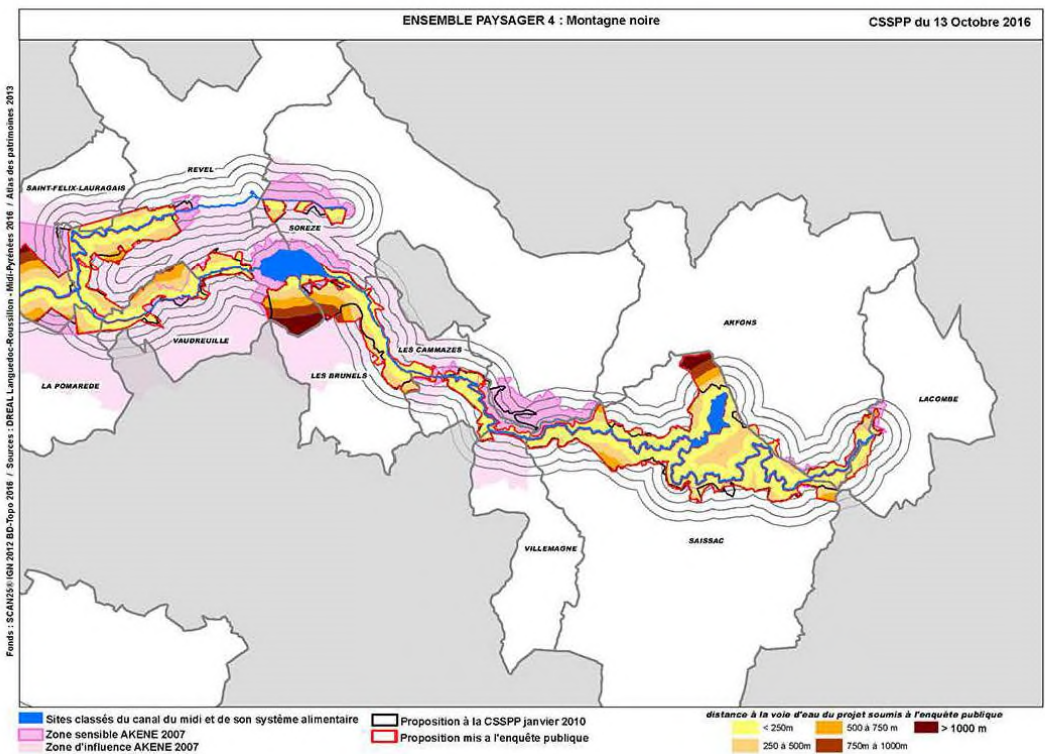 ENSEMBLE PAYSAGER 4 : Montagne noire
CSSPP du 13 Octobre 2016
Fonds : SCAN25® IGN 2012 BD-Topo 2016 / Sources : DREAL Languedoc-Roussillon - Midi-Pyrénées 2016 / Atlas des patrimoines 2013
REVEL
SAINT-FELIX-LAURAGAIS
SOREZE
ARFONS
VAUDREUILLE
LES CAMMAZES
LES BRUNELS
LA POMAREDE
LACOMBE
SAISSAC
VILLEMAGNE
Sites classés du canal du midi et de son système alimentaire
Zone sensible AKENE 2007
Zone d'influence AKENE 2007
Proposition à la CSSPP janvier 2010
Proposition mis a l'enquête publique
distance à la voie d'eau du projet soumis à l'enquête publique
< 250m
500 à 750 m
> 1000 m
250 à 500m
750m à 1000m